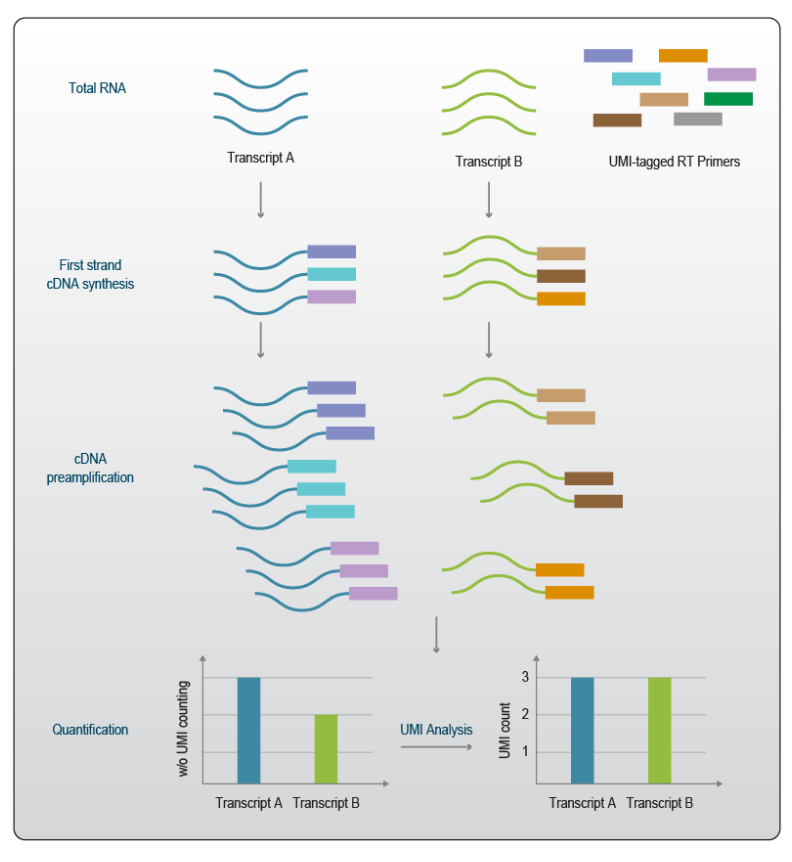 Total RNA
Transcript A
Transcript B
UMI-tagged RT Primers
First strand
cDNA synthesis
cDNA
preamplification
Quantification
w/o UMI counting
Transcript A
Transcript B
UMI Analysis
UMI count
3
2
1
Transcript A
Transcript B